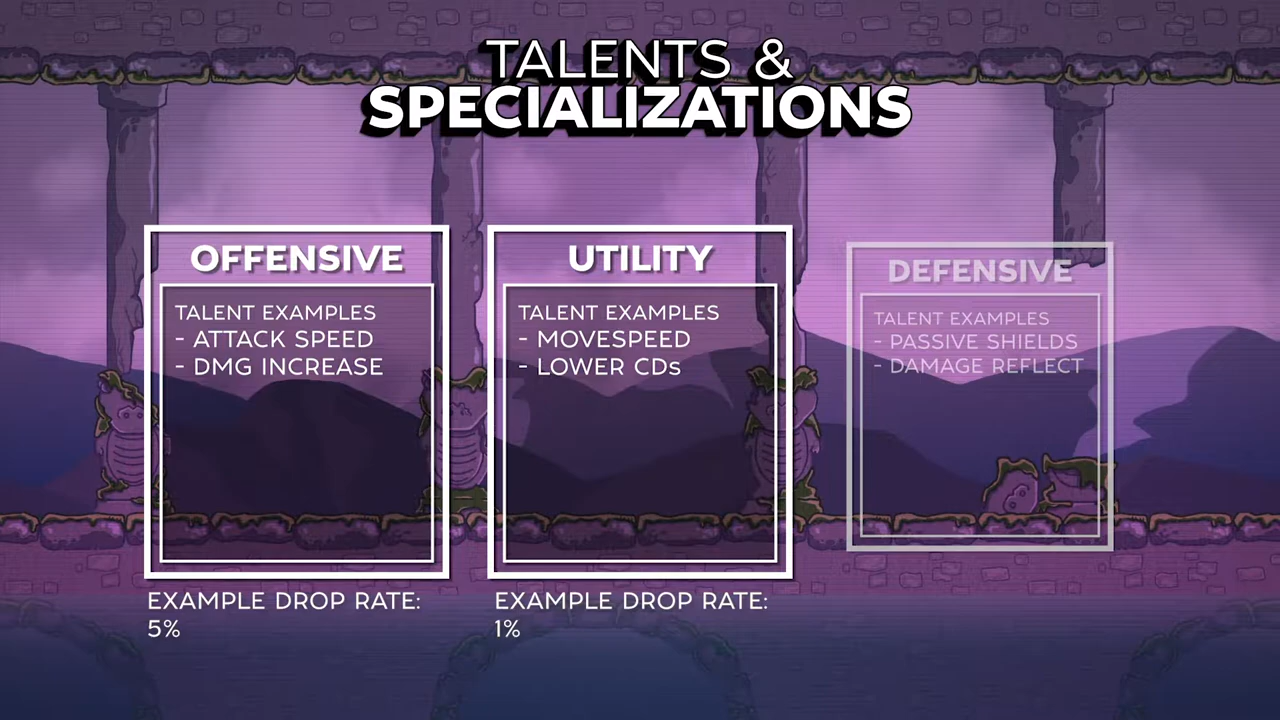 TALENTS &
SPECIALIZATIONS
OFFENSIVE
TALENT EXAMPLES
- ATTACK SPEED
- DMG INCREASE
EXAMPLE DROP RATE:
5%
UTILITY
TALENT EXAMPLES
- MOVESPEED
- LOWER CDs
EXAMPLE DROP RATE:
1%
DEFENSIVE
TALENT EXAMPLES
- PASSIVE SHIELDS
- DAMAGE REFLECT